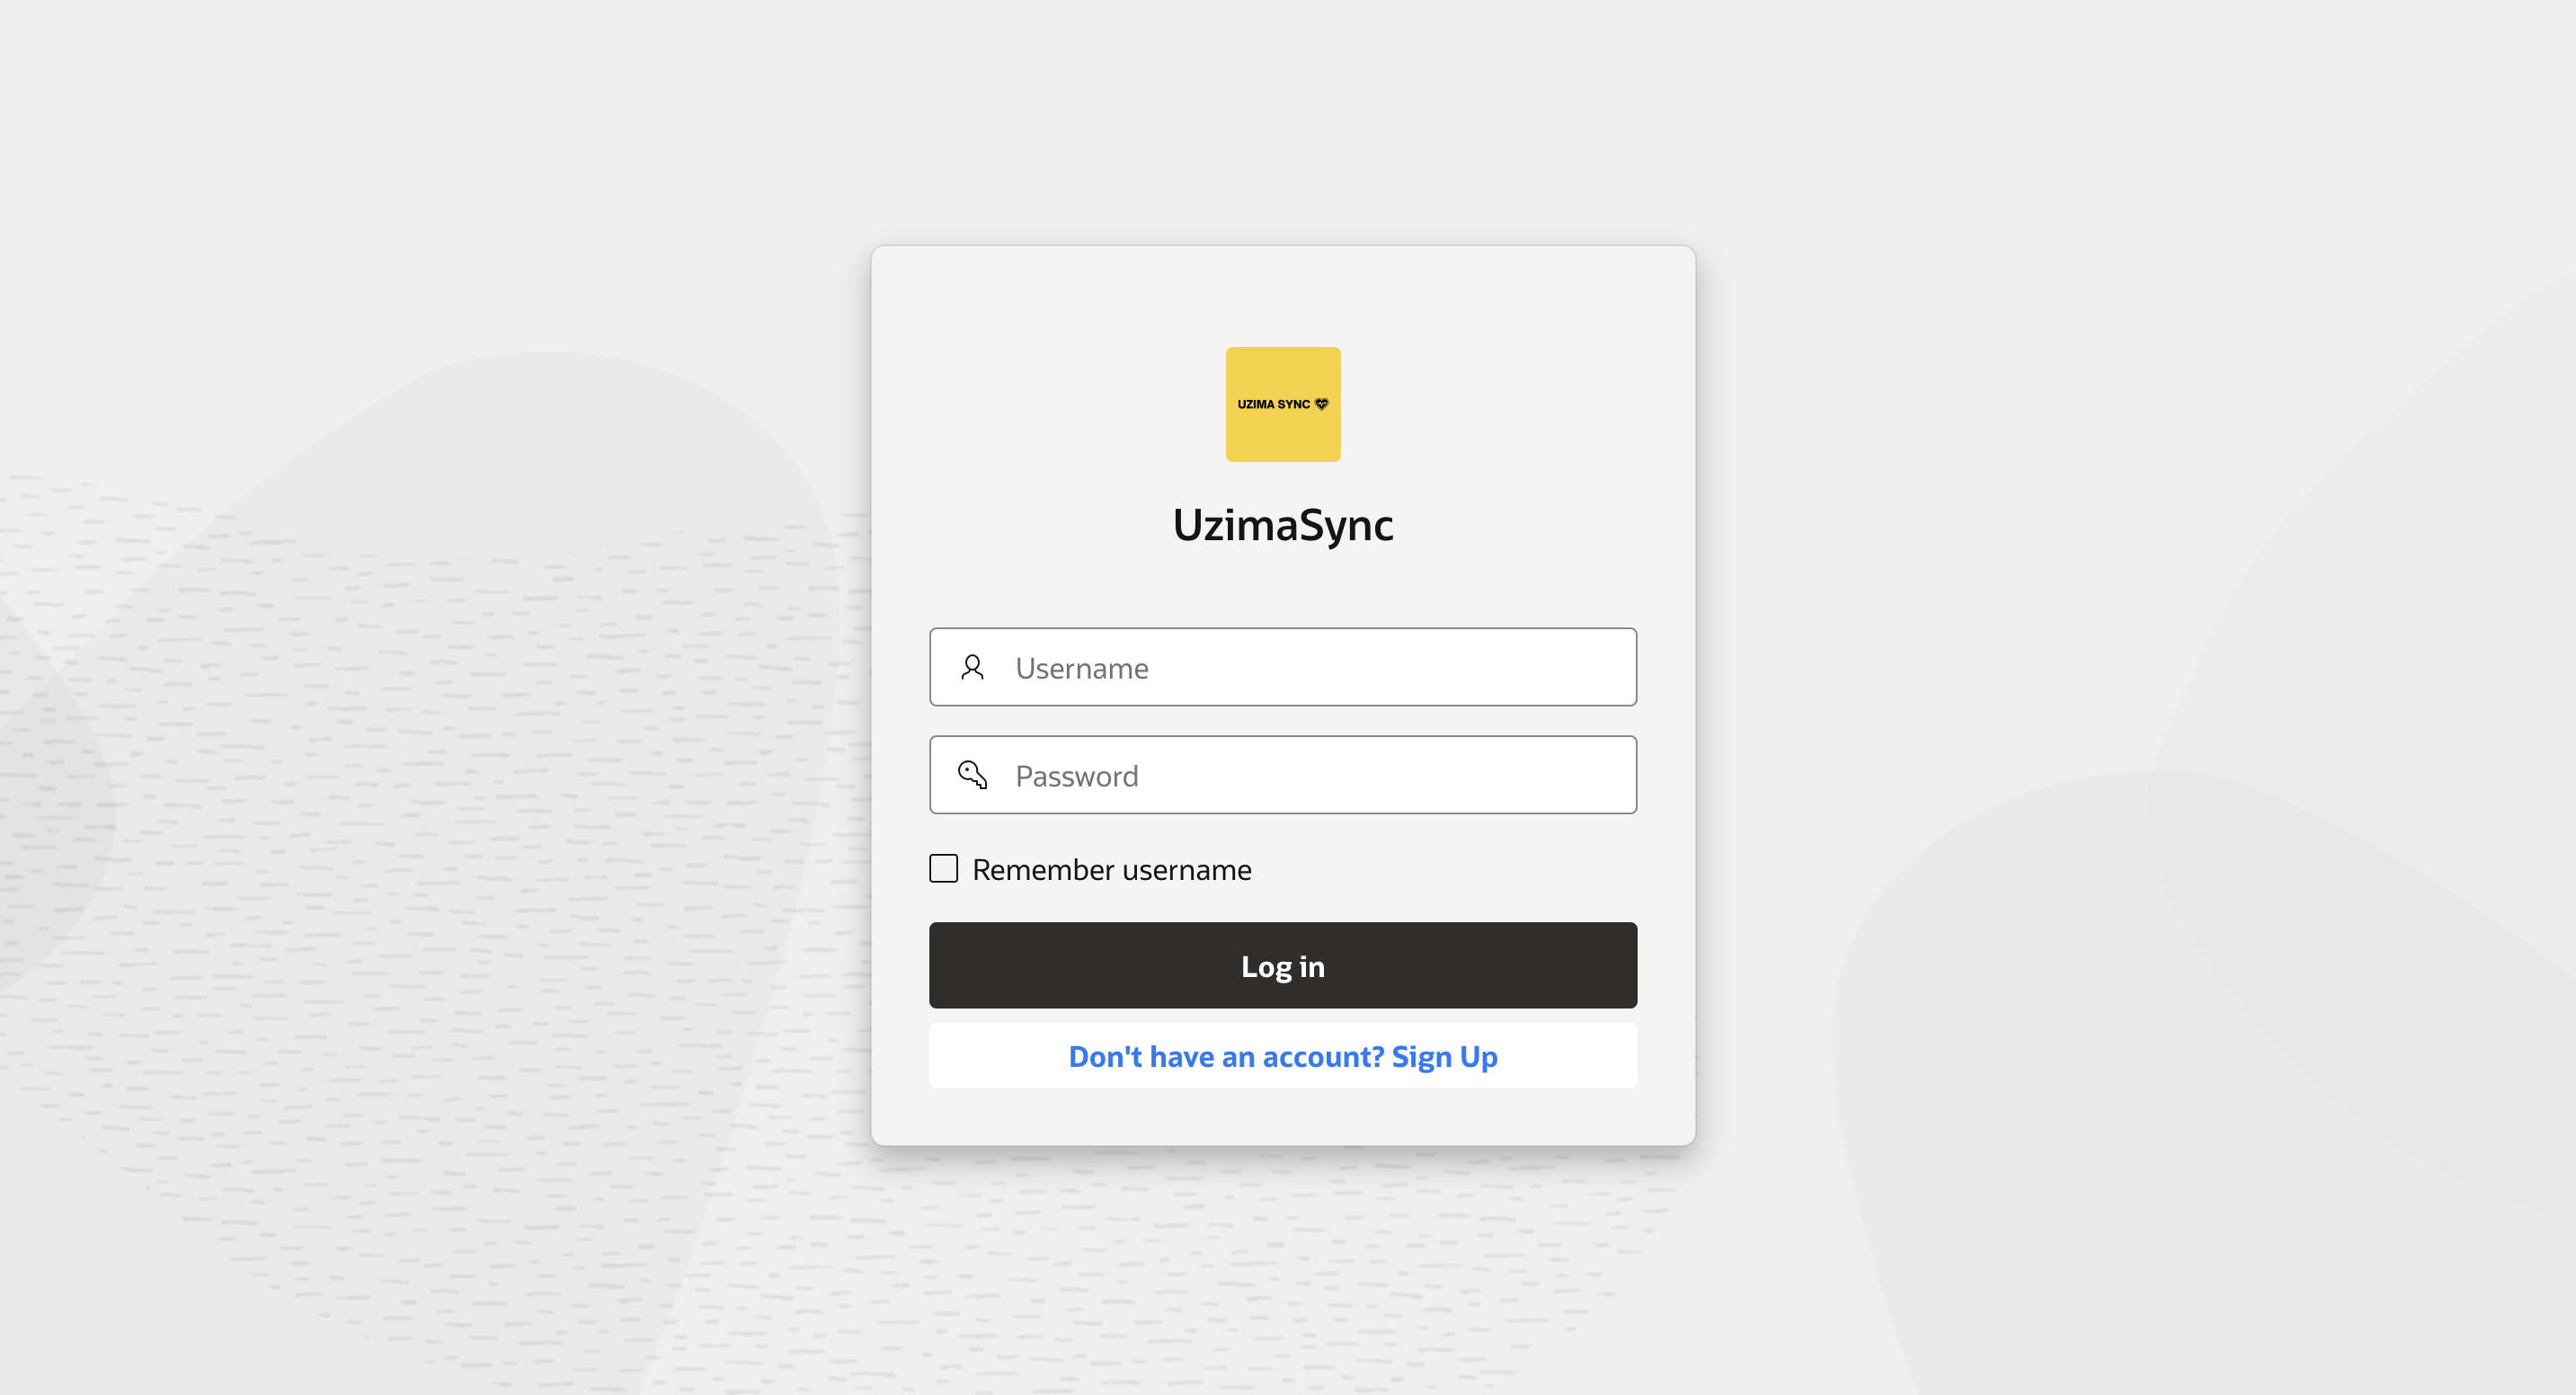 UZIMA SYNC
UzimaSync
Username
Password
Remember username
Log in
Don't have an account? Sign Up